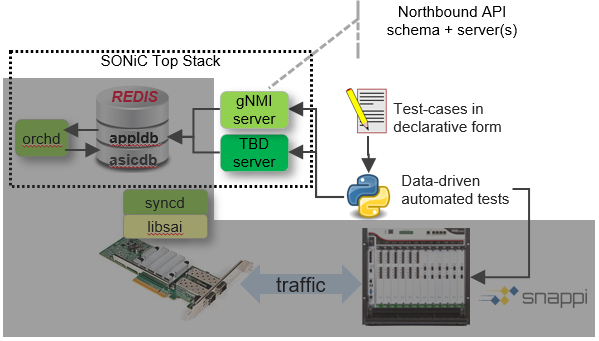 Northbound API
schema + server(s)
SONiC Top Stack
REDIS
appldb
asicdb
orchd
gNMI
server
TBD
server
Test-cases in
declarative form
Data-driven
automated tests
syncd
libsai
traffic
snappi